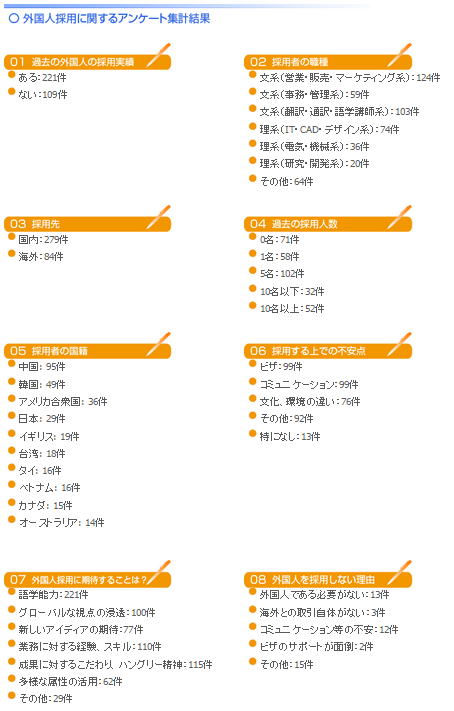 外国人採用に関するアンケート集計結果
01 過去の外国人の採用実績
ある：221件
ない：109件
02 採用者の職種
文系（営業・販売・マーケティング系）：124件
文系（事務・管理系）：59件
文系（翻訳・通訳・語学講師系）：103件
理系（IT・CAD・デザイン系）：74件
理系（電気・機械系）：36件
理系（研究・開発系）：20件
その他：64件
03 採用先
国内：279件
海外：84件
04 過去の採用人数
0名：71件
1名：58件
5名：102件
10名以下：32件
10名以上：52件
05 採用者の国籍
中国: 95件
韓国: 49件
アメリカ合衆国: 36件
日本: 29件
イギリス: 19件
台湾: 18件
タイ: 16件
ベトナム: 16件
カナダ: 15件
オーストラリア: 14件
06 採用する上での不安点
ビザ：99件
コミュニケーション：99件
文化、環境の違い：76件
その他：92件
特になし：13件
07 外国人採用に期待することは？
語学能力：221件
グローバルな視点の浸透：100件
新しいアイディアの期待：77件
業務に対する経験、スキル：110件
成果に対するこだわり、ハングリー精神：115件
多様な属性の活用：62件
その他：29件
08 外国人を採用しない理由
外国人である必要がない：13件
海外との取引自体がない：3件
コミュニケーション等の不安：12件
ビザのサポートが面倒：2件
その他：15件